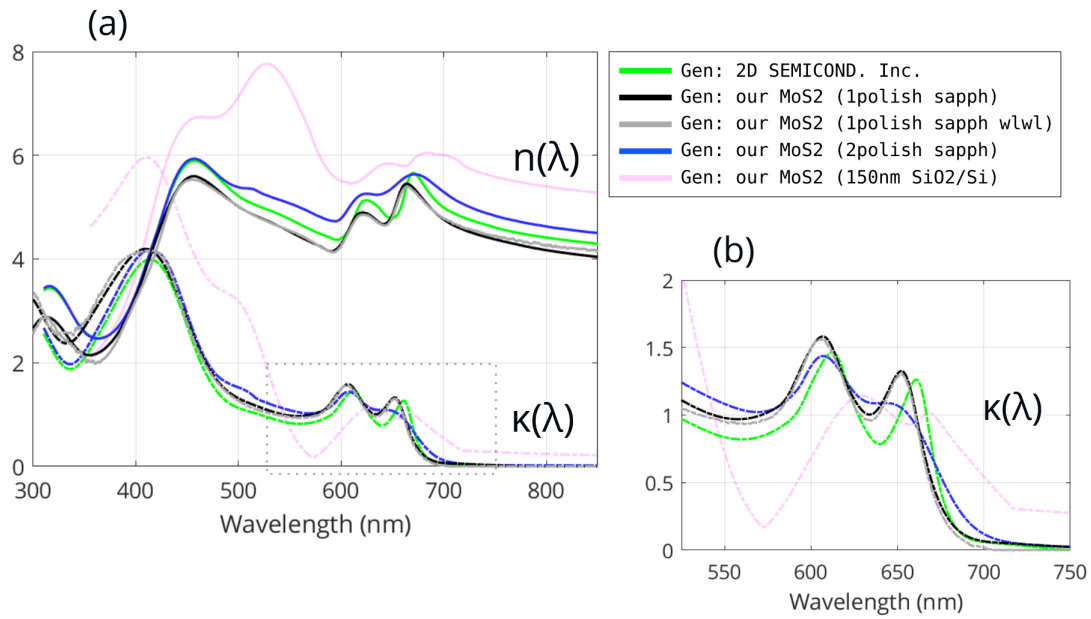 (a)
8
6
4
2
0
n(λ)
κ(λ)
300 400 500 600 700 800
Wavelength (nm)
Gen: 2D SEMICOND. Inc.
Gen: our MoS2 (1polish sapph)
Gen: our MoS2 (1polish sapph wlwl)
Gen: our MoS2 (2polish sapph)
Gen: our MoS2 (150nm SiO2/Si)
(b)
2
1.5
1
0.5
0
κ(λ)
550 600 650 700 750
Wavelength (nm)